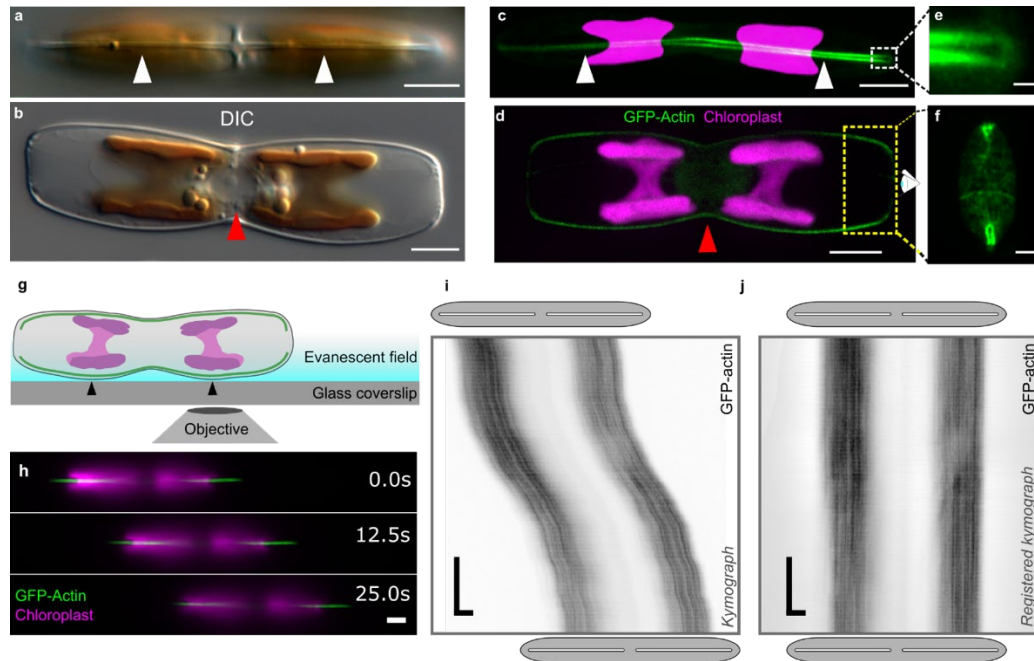 a
b
DIC
c
e
d
GFP-Actin Chloroplast
f
g
Evanescent field
Glass coverslip
Objective
h
0.0s
12.5s
25.0s
GFP-Actin
Chloroplast
i
GFP-actin
Kymograph
j
GFP-actin
Registered kymograph